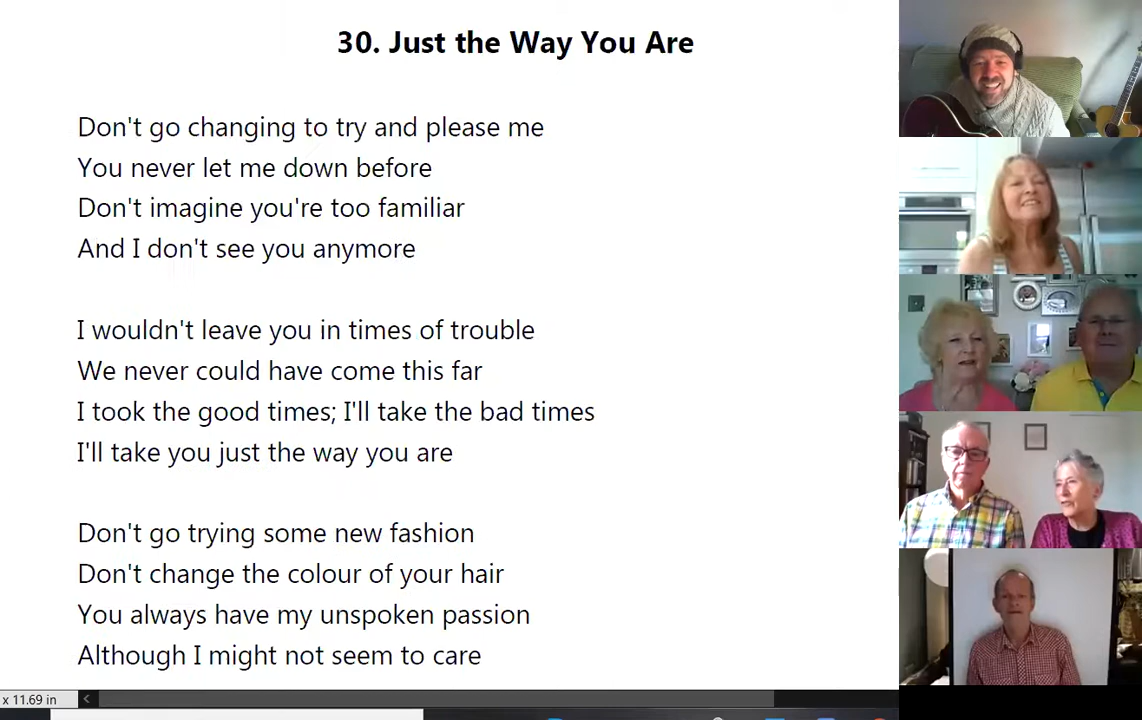 30. Just the Way You Are
Don't go changing to try and please me
You never let me down before
Don't imagine you're too familiar
And I don't see you anymore
I wouldn't leave you in times of trouble
We never could have come this far
I took the good times; I'll take the bad times
I'll take you just the way you are
Don't go trying some new fashion
Don't change the colour of your hair
You always have my unspoken passion
Although I might not seem to care
x 11.69 in